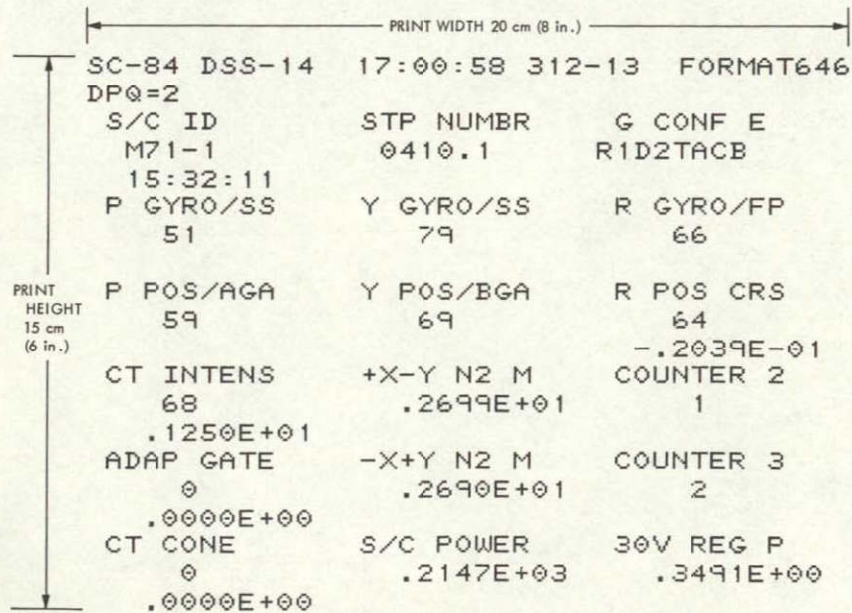 PRINT WIDTH 20 cm (8 in.)
SC-84 DSS-14 17:00:58 312-13 FORMAT646
DPQ=2
S/C ID STP NUMBR G CONF E
M71-1 0410.1 R1D2TACB
15:32:11
P GYRO/SS Y GYRO/SS R GYRO/FP
51 79 66
PRINT
HEIGHT
15 cm
(6 in.)
P POS/AGA Y POS/BGA R POS CRS
59 69 64
-.2039E-01
CT INTENS +X-Y N2 M COUNTER 2
68 .2699E+01 1
.1250E+01
ADAP GATE -X+Y N2 M COUNTER 3
0 .2690E+01 2
.0000E+00
CT CONE S/C POWER 30V REG P
0 .2147E+03 .3491E+00
.0000E+00